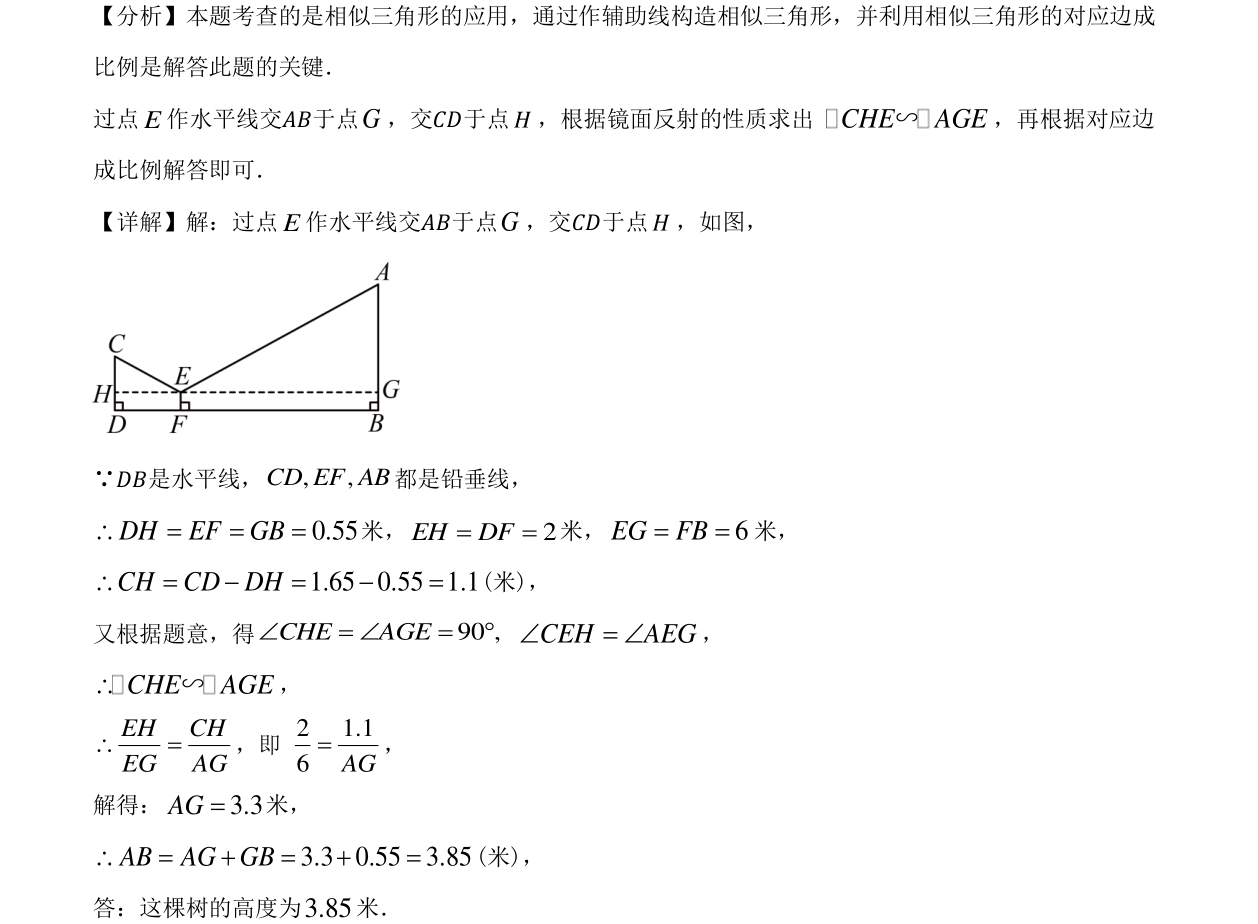 【分析】本题考查的是相似三角形的应用，通过作辅助线构造相似三角形，并利用相似三角形的对应边成
比例是解答此题的关键．
过点E作水平线交AB于点G，交CD于点H，根据镜面反射的性质求出 □CHE∽□AGE，再根据对应边
成比例解答即可．
【详解】解：过点E作水平线交AB于点G，交CD于点H，如图，
A
C
E
H
G
D
F
B
∵DB是水平线，CD,EF,AB都是铅垂线，
∴DH=EF=GB=0.55米，EH=DF=2米，EG=FB=6米，
∴CH=CD−DH=1.65−0.55=1.1(米)，
又根据题意，得∠CHE=∠AGE=90°，∠CEH=∠AEG，
∴□CHE∽□AGE，
∴EH/EG=CH/AG，即 2/6=1.1/AG，
解得：AG=3.3米，
∴AB=AG+GB=3.3+0.55=3.85(米)，
答：这棵树的高度为3.85米．